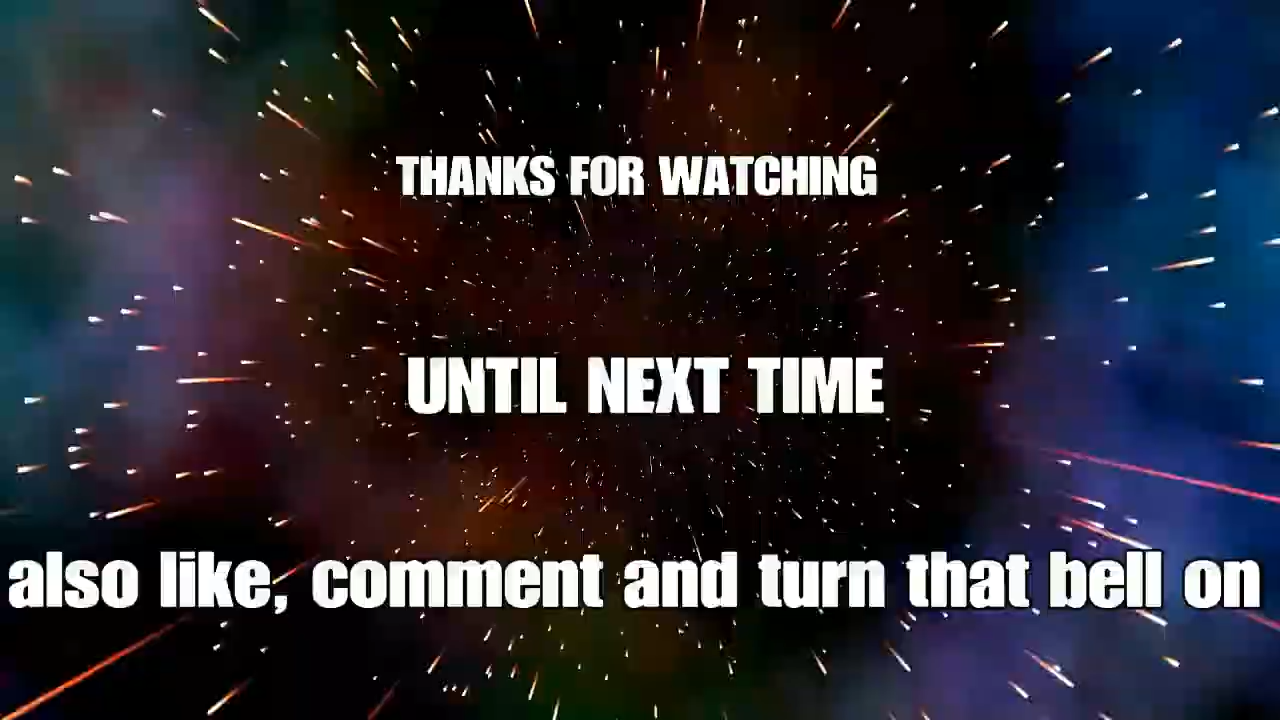 THANKS FOR WATCHING
UNTIL NEXT TIME
also like, comment and turn that bell on